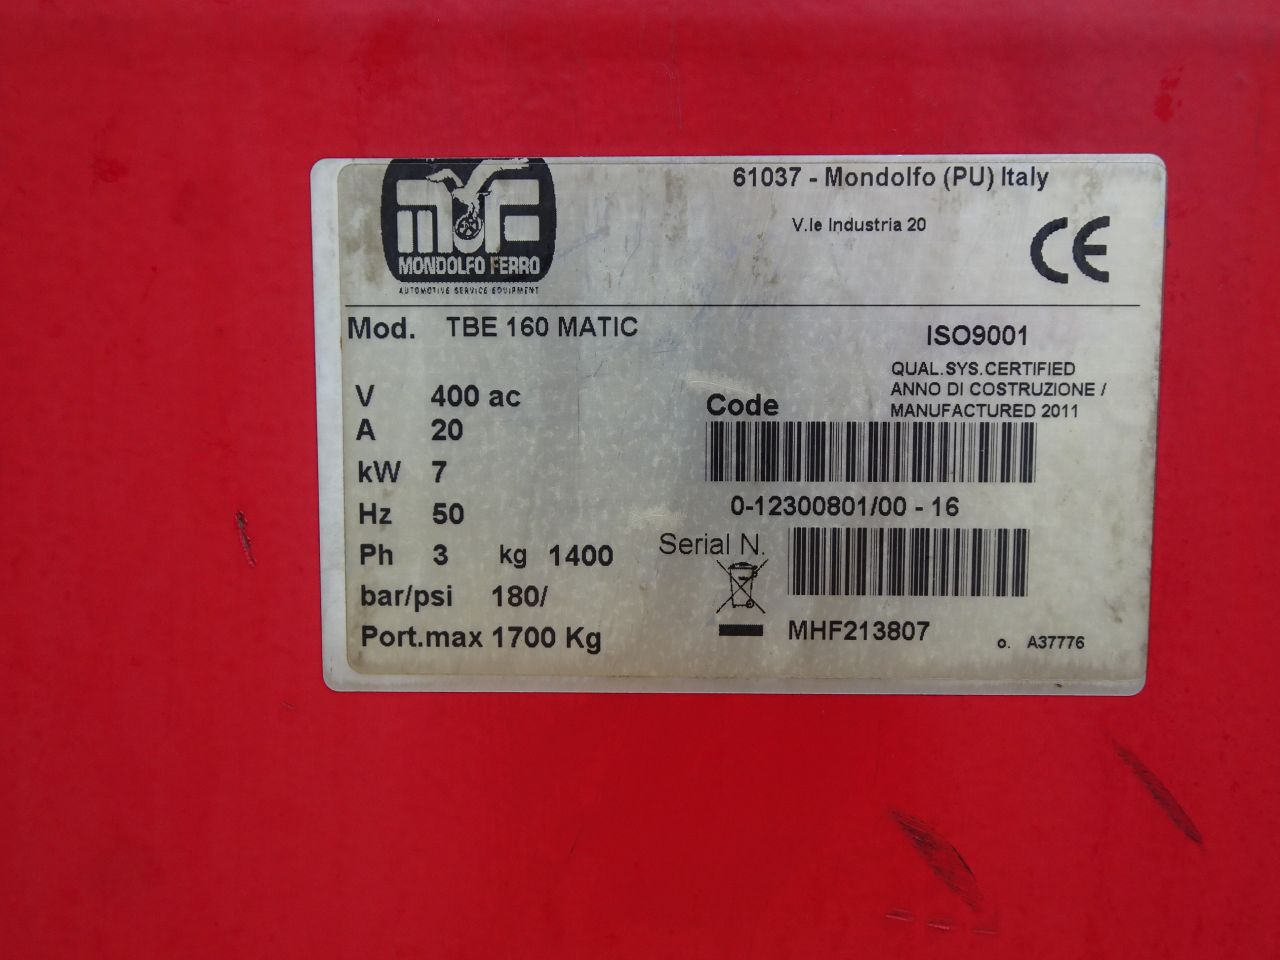 MONDOLFO FERRO
AUTOMOTIVE SERVICE EQUIPMENT
61037 - Mondolfo (PU) Italy
V.le Industria 20
CE
Mod. TBE 160 MATIC
ISO9001
QUAL.SYS.CERTIFIED
ANNO DI COSTRUZIONE /
MANUFACTURED 2011
V 400 ac
A 20
kW 7
Hz 50
Ph 3 kg 1400
bar/psi 180/
Port.max 1700 Kg
Code
0-12300801/00 - 16
Serial N.
MHF213807
o. A37776